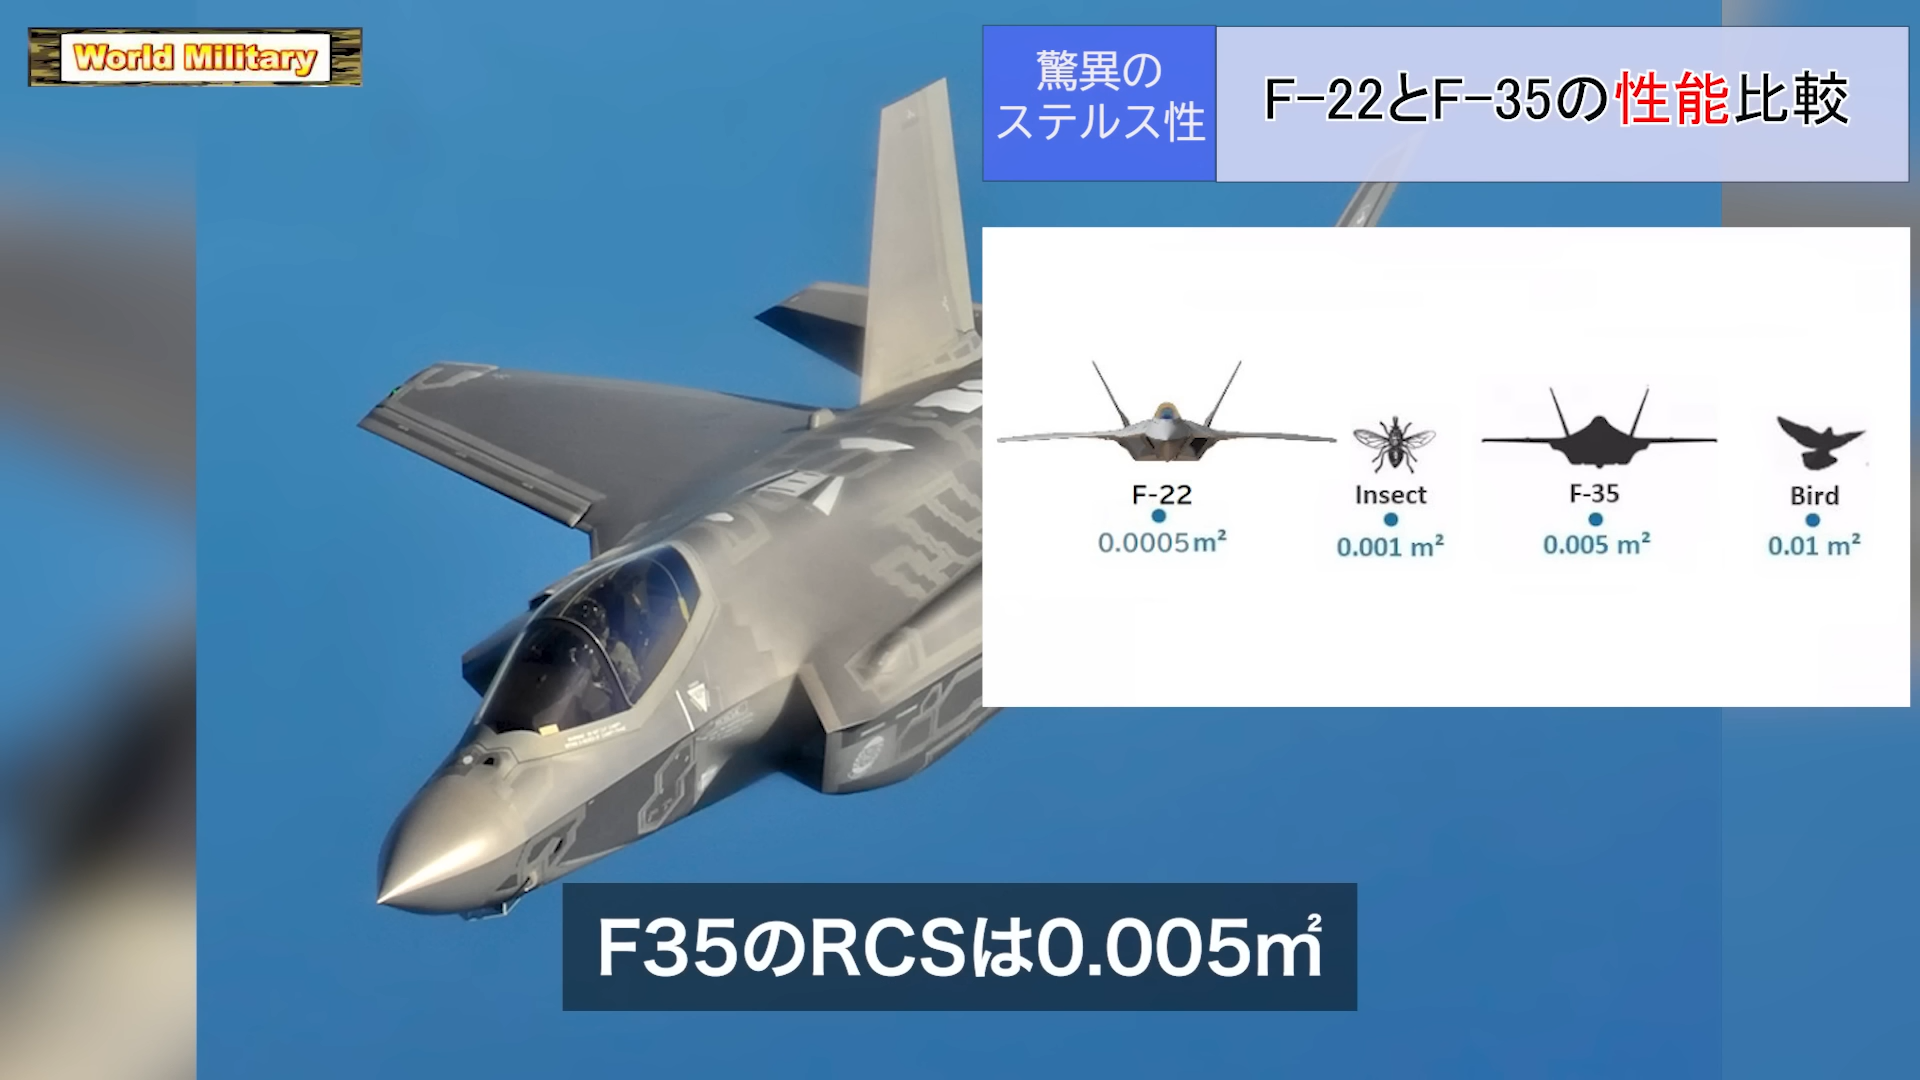 World Military
驚異の
ステルス性
F-22とF-35の性能比較
F-22
0.0005m²
Insect
0.001 m²
F-35
0.005 m²
Bird
0.01 m²
F35のRCSは0.005㎡